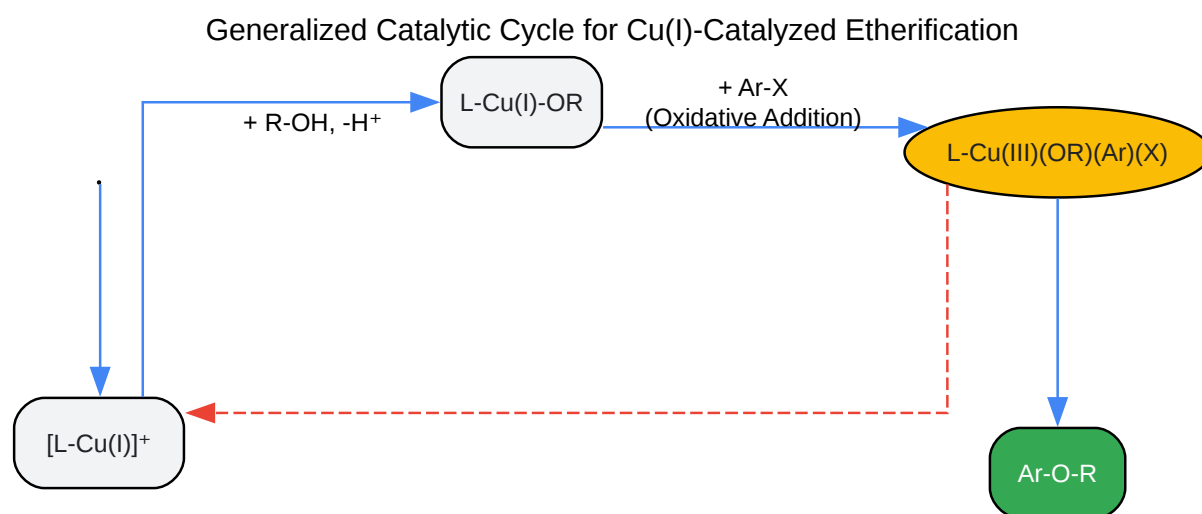 Generalized Catalytic Cycle for Cu(I)-Catalyzed Etherification
L-Cu(I)-OR
+ R-OH, -H⁺
+ Ar-X
(Oxidative Addition)
L-Cu(III)(OR)(Ar)(X)
[L-Cu(I)]⁺
Ar-O-R